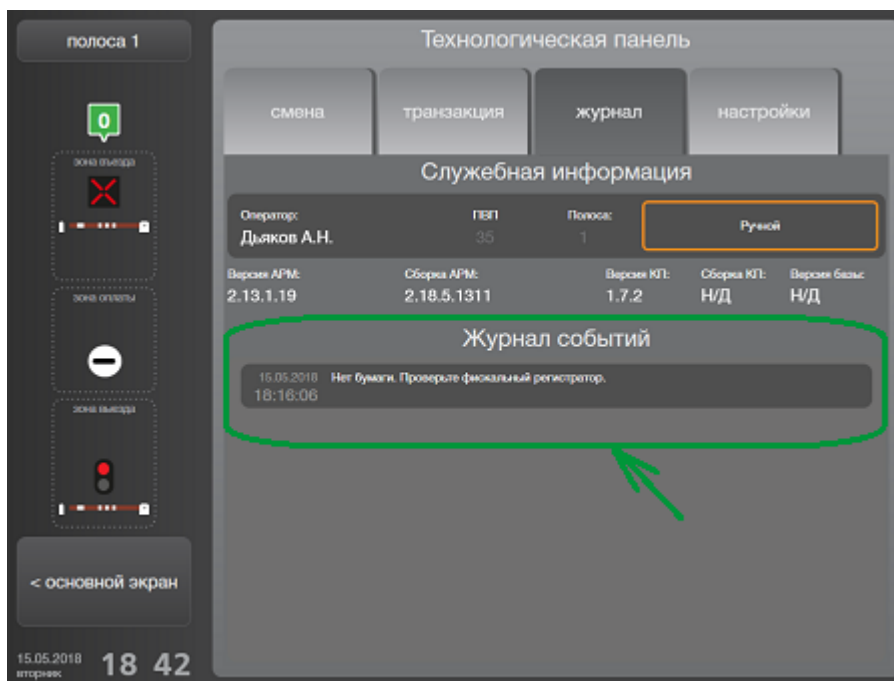 полоса 1
0
зона въезда
зона оплаты
зона выезда
< основной экран
15.05.2018
вторник
18 42
Технологическая панель
смена
транзакция
журнал
настройки
Служебная информация
Оператор: ПВП Полоса:
Дьяков А.Н. 35 1
Ручной
Версия АРМ: Сборка АРМ: Версия КП: Сборка КП: Версия базы:
2.13.1.19 2.18.5.1311 1.7.2 Н/Д Н/Д
Журнал событий
15.05.2018 Нет бумаги. Проверьте фискальный регистратор.
18:16:06